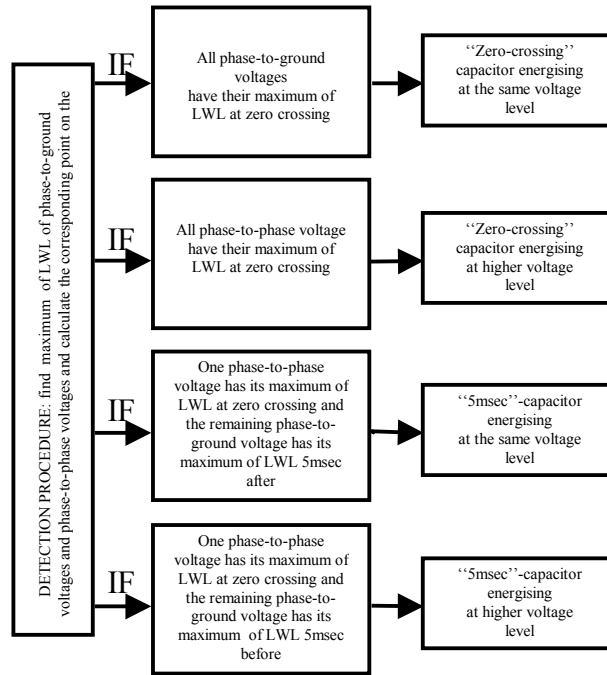 DETECTION PROCEDURE: find maximum of LWL of phase-to-ground
voltages and phase-to-phase voltages and calculate the corresponding point on the
IF
All phase-to-ground
voltages
have their maximum of
LWL at zero crossing
‘‘Zero-crossing’’
capacitor energising
at the same voltage
level
IF
All phase-to-phase voltage
have their maximum of
LWL at zero crossing
‘‘Zero-crossing’’
capacitor energising
at higher voltage
level
IF
One phase-to-phase
voltage has its maximum of
LWL at zero crossing and
the remaining phase-to-
ground voltage has its
maximum of LWL 5msec
after
‘‘5msec’’-capacitor
energising
at the same voltage
level
IF
One phase-to-phase
voltage has its maximum of
LWL at zero crossing and
the remaining phase-to-
ground voltage has its
maximum of LWL 5msec
before
‘‘5msec’’-capacitor
energising
at higher voltage
level